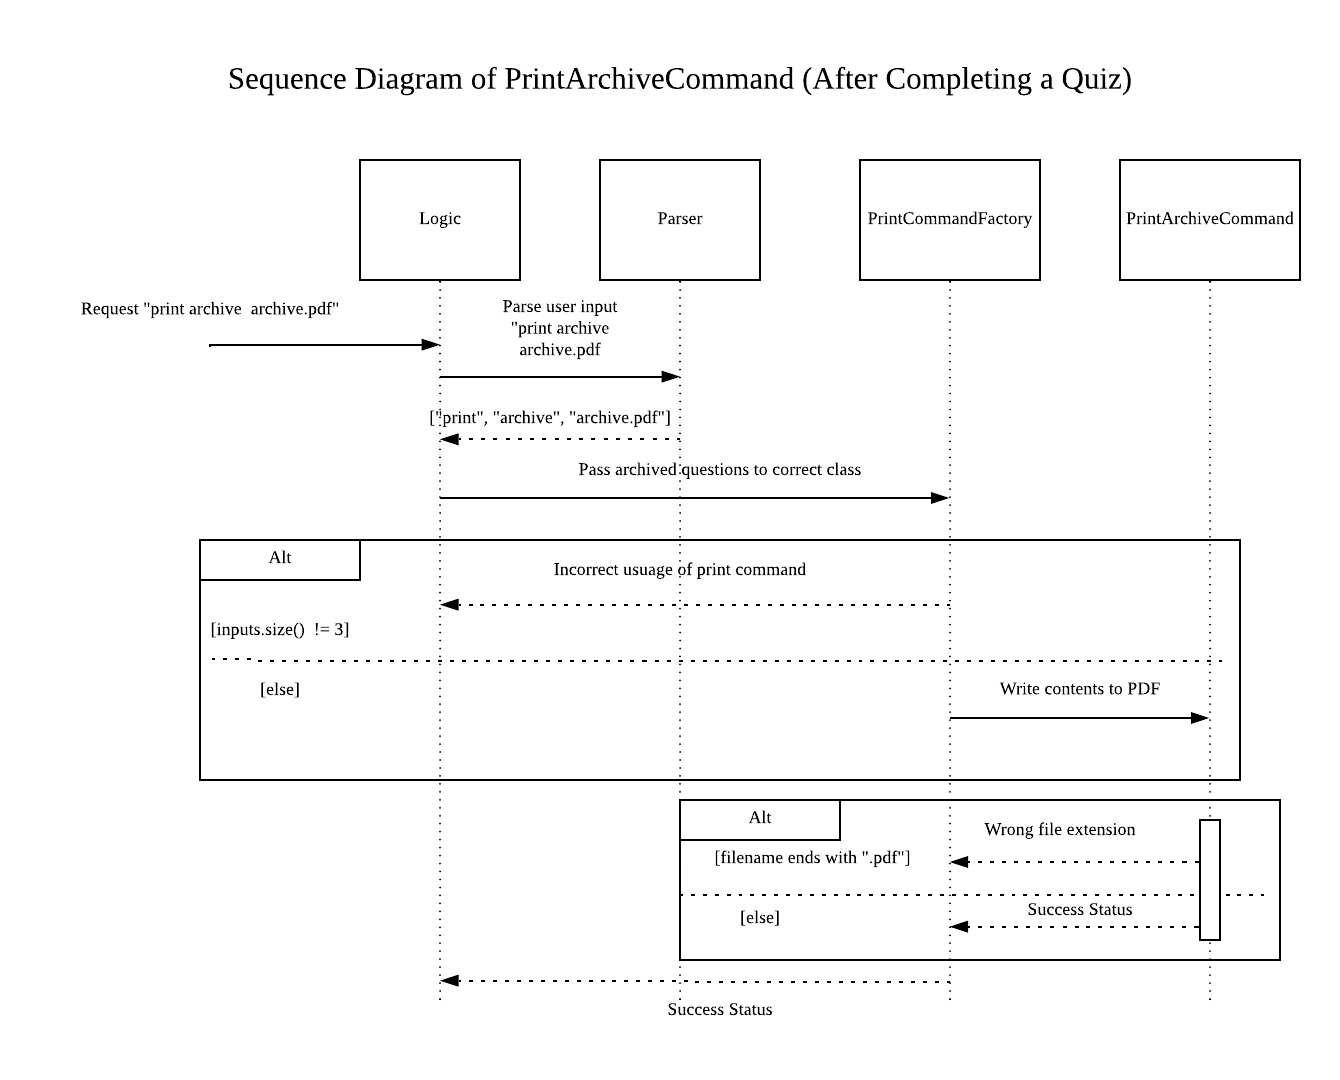 Sequence Diagram of PrintArchiveCommand (After Completing a Quiz)
Logic
Parser
PrintCommandFactory
PrintArchiveCommand
Request "print archive  archive.pdf"
Parse user input
"print archive
archive.pdf
["print", "archive", "archive.pdf"]
Pass archived questions to correct class
Alt
Incorrect usuage of print command
[inputs.size()  != 3]
[else]
Write contents to PDF
Alt
Wrong file extension
[filename ends with ".pdf"]
Success Status
[else]
Success Status